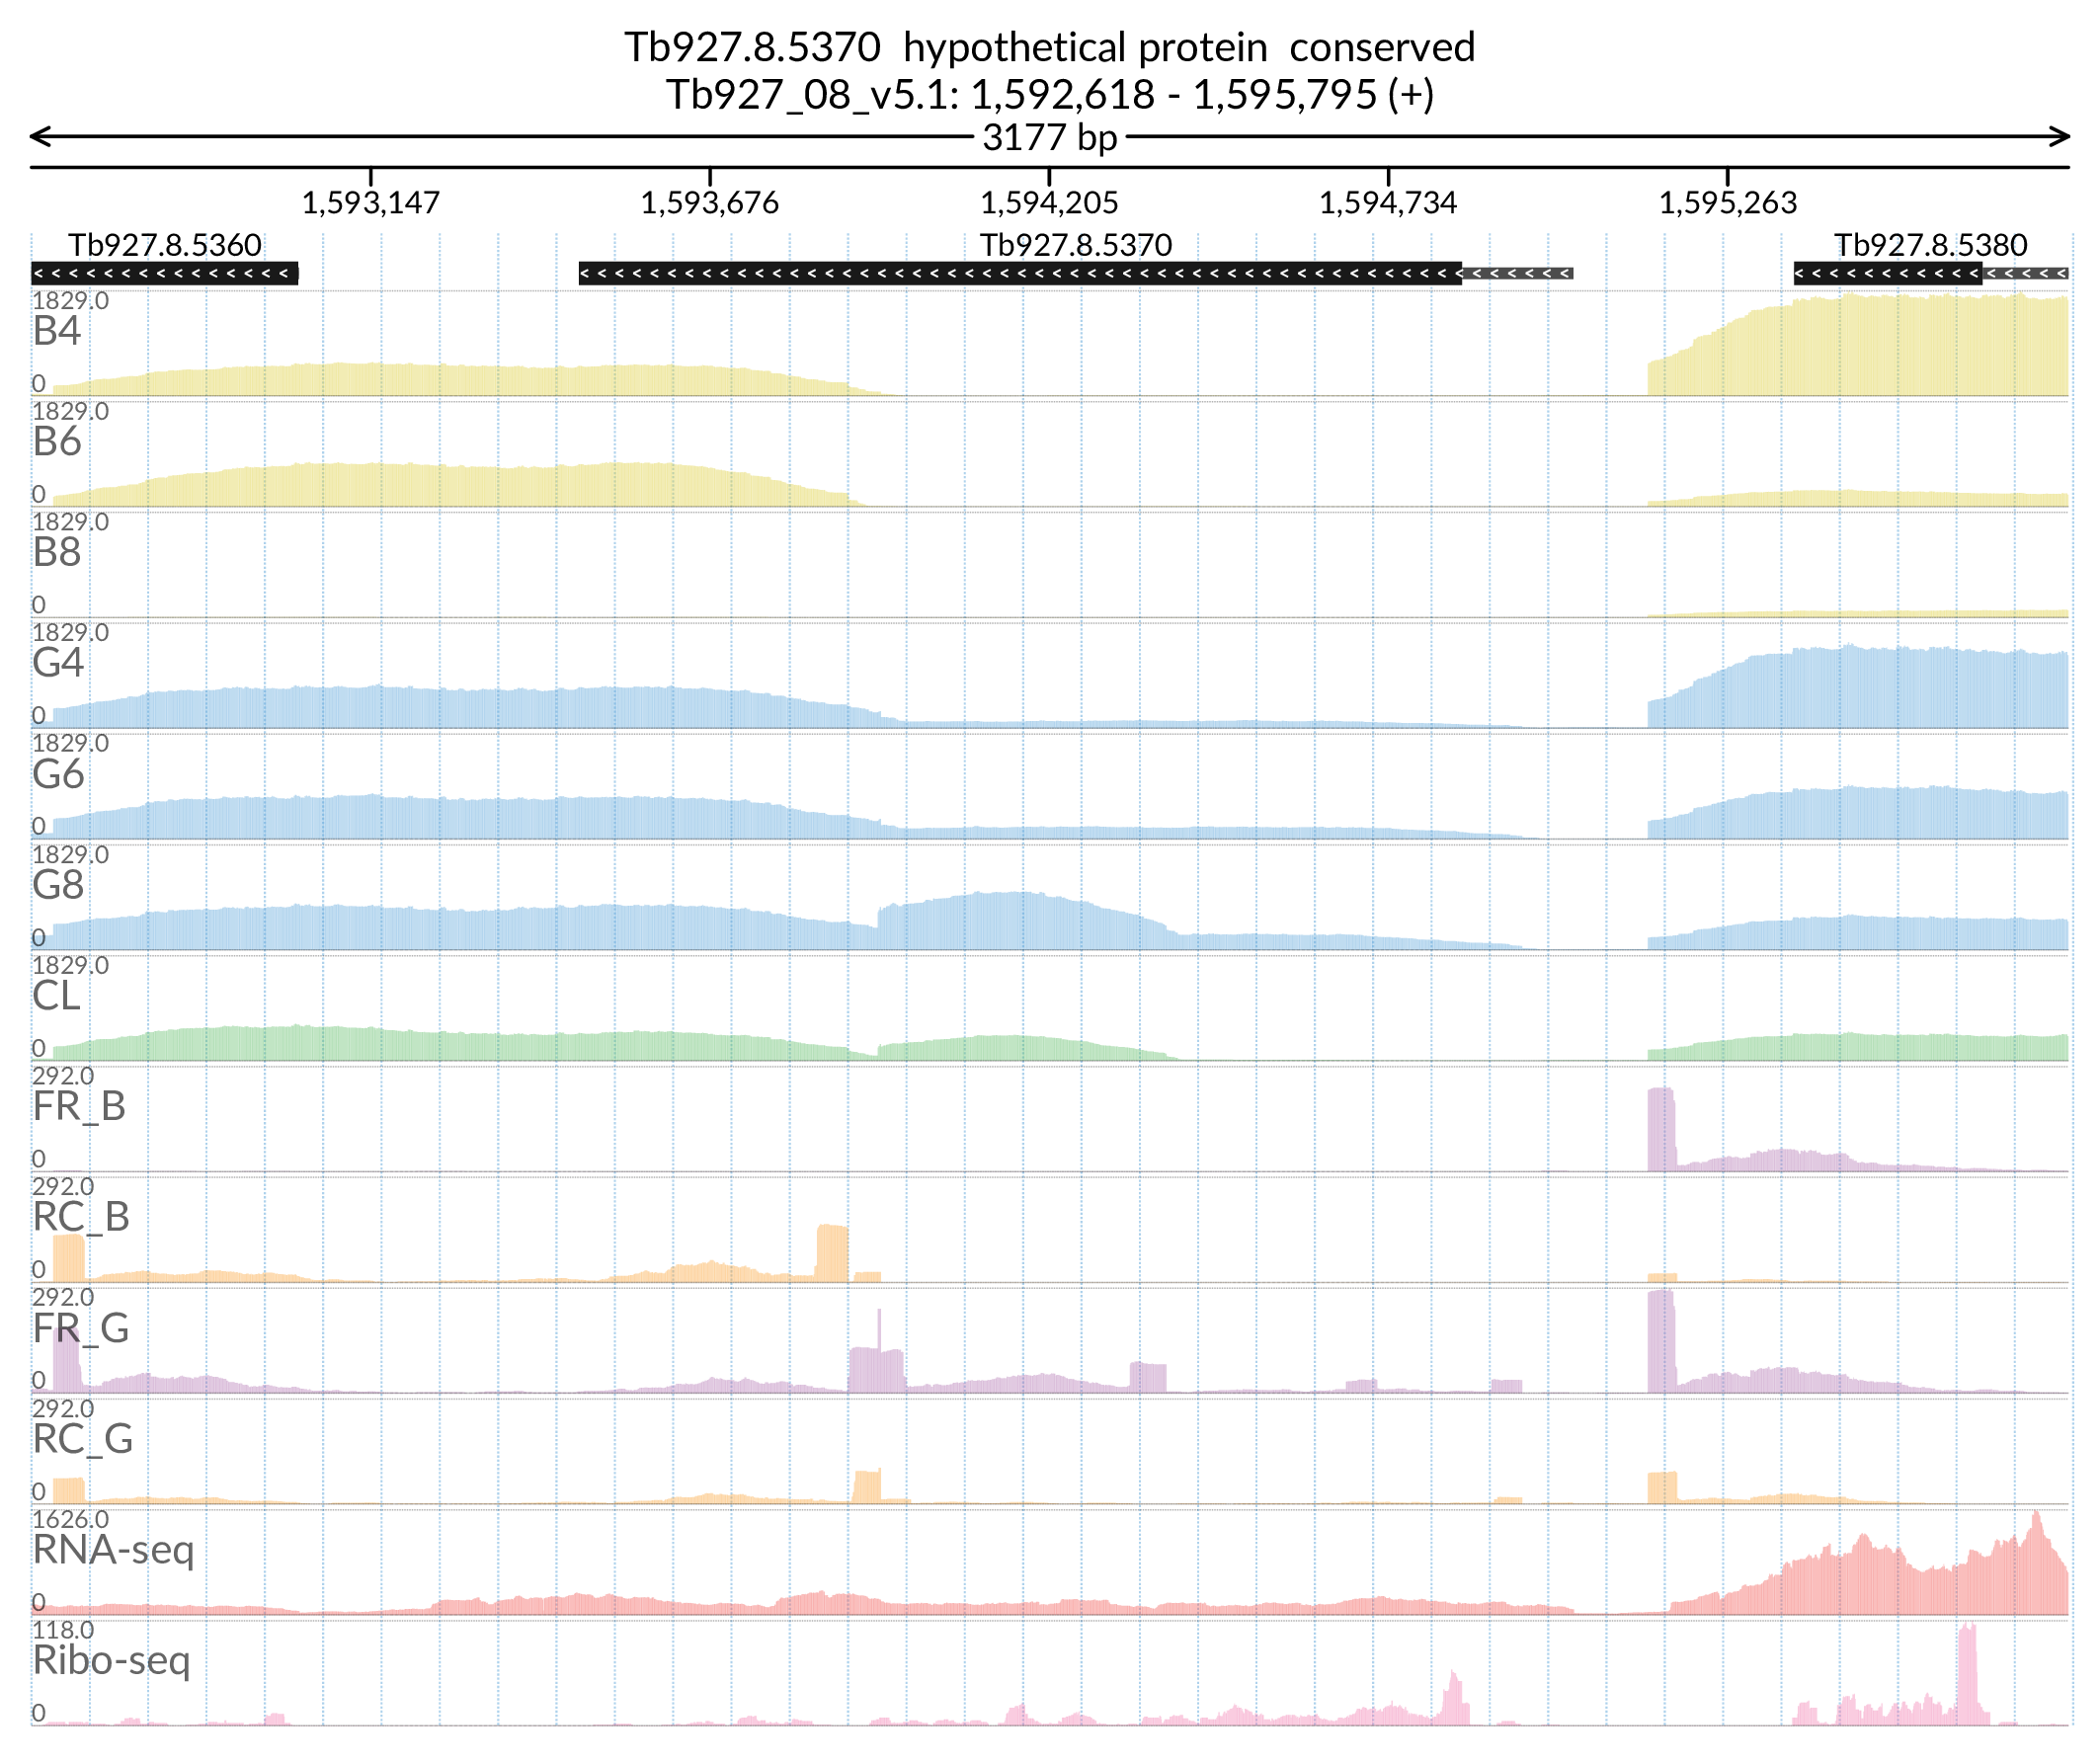 Tb927.8.5370  hypothetical protein  conserved
Tb927_08_v5.1: 1,592,618 - 1,595,795 (+)
3177 bp
1,593,147 1,593,676 1,594,205 1,594,734 1,595,263
Tb927.8.5360 Tb927.8.5370 Tb927.8.5380
1829.0
B4
0
1829.0
B6
0
1829.0
B8
0
1829.0
G4
0
1829.0
G6
0
1829.0
G8
0
1829.0
CL
0
292.0
FR_B
0
292.0
RC_B
0
292.0
FR_G
0
292.0
RC_G
0
1626.0
RNA-seq
0
118.0
Ribo-seq
0